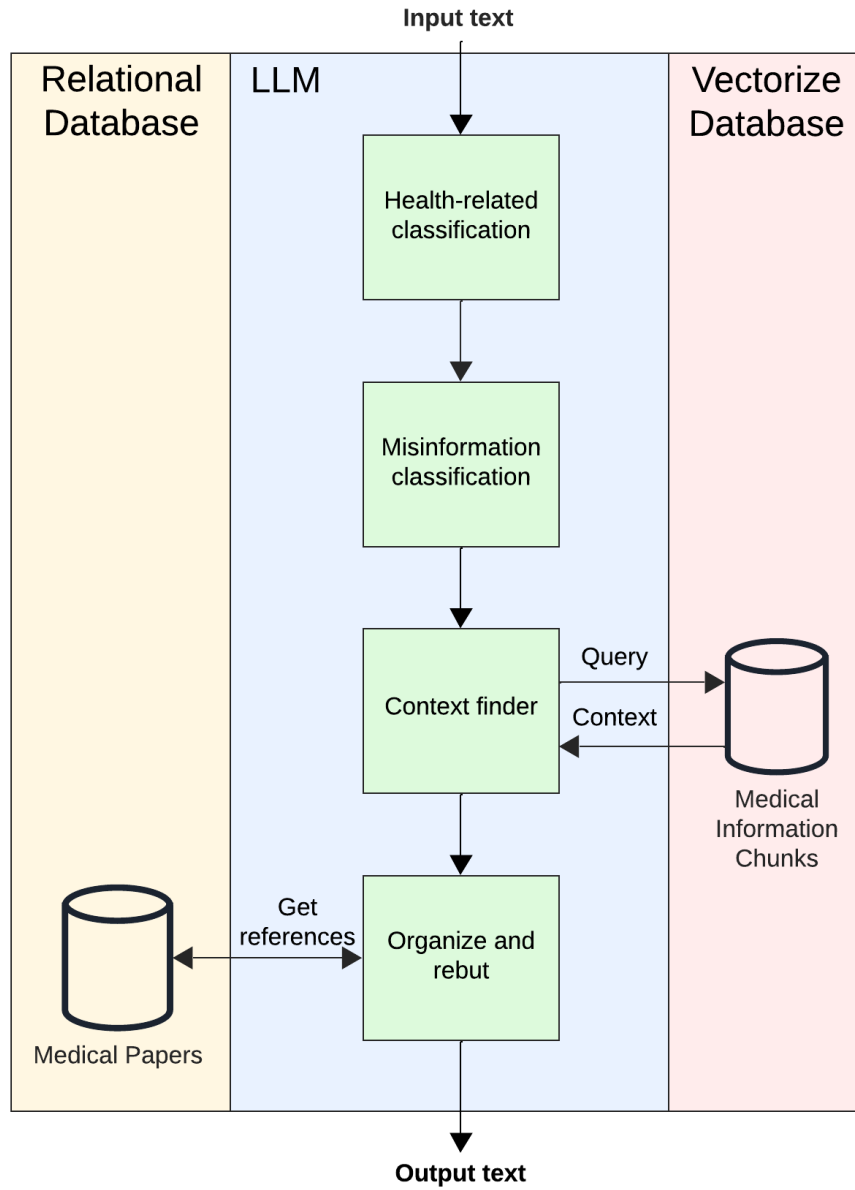 Input text
Relational
Database
LLM
Vectorize
Database
Health-related
classification
Misinformation
classification
Context finder
Query
Context
Medical
Information
Chunks
Get
references
Organize and
rebut
Medical Papers
Output text